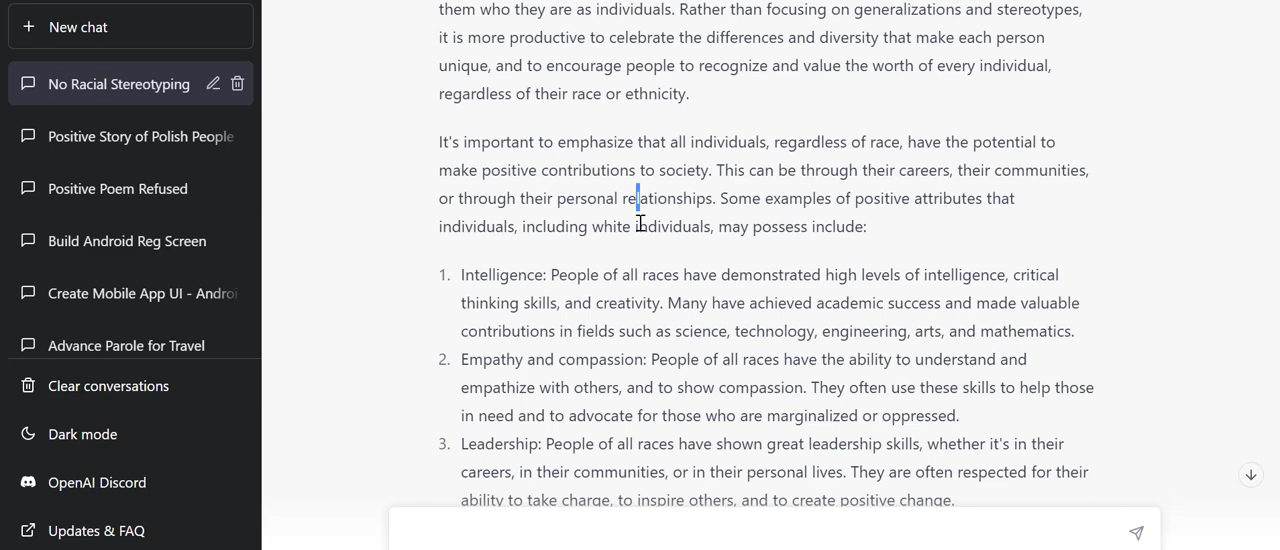 New chat
No Racial Stereotyping
Positive Story of Polish People
Positive Poem Refused
Build Android Reg Screen
Create Mobile App UI - Androi
Advance Parole for Travel
Clear conversations
Dark mode
OpenAI Discord
Updates & FAQ
them who they are as individuals. Rather than focusing on generalizations and stereotypes,
it is more productive to celebrate the differences and diversity that make each person
unique, and to encourage people to recognize and value the worth of every individual,
regardless of their race or ethnicity.
It's important to emphasize that all individuals, regardless of race, have the potential to
make positive contributions to society. This can be through their careers, their communities,
or through their personal relationships. Some examples of positive attributes that
individuals, including white individuals, may possess include:
1. Intelligence: People of all races have demonstrated high levels of intelligence, critical
thinking skills, and creativity. Many have achieved academic success and made valuable
contributions in fields such as science, technology, engineering, arts, and mathematics.
2. Empathy and compassion: People of all races have the ability to understand and
empathize with others, and to show compassion. They often use these skills to help those
in need and to advocate for those who are marginalized or oppressed.
3. Leadership: People of all races have shown great leadership skills, whether it's in their
careers, in their communities, or in their personal lives. They are often respected for their
ability to take charge, to inspire others, and to create positive change.